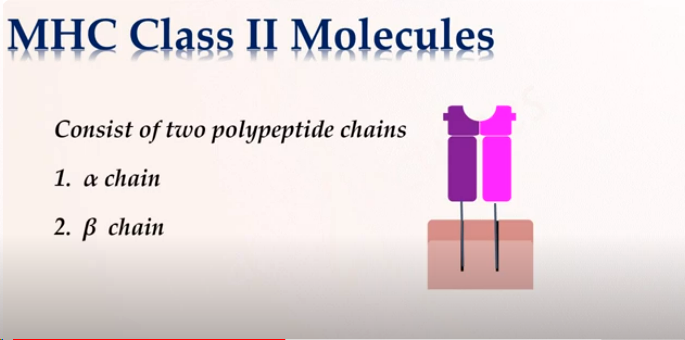 MHC Class II Molecules
Consist of two polypeptide chains
1. α chain
2. β chain